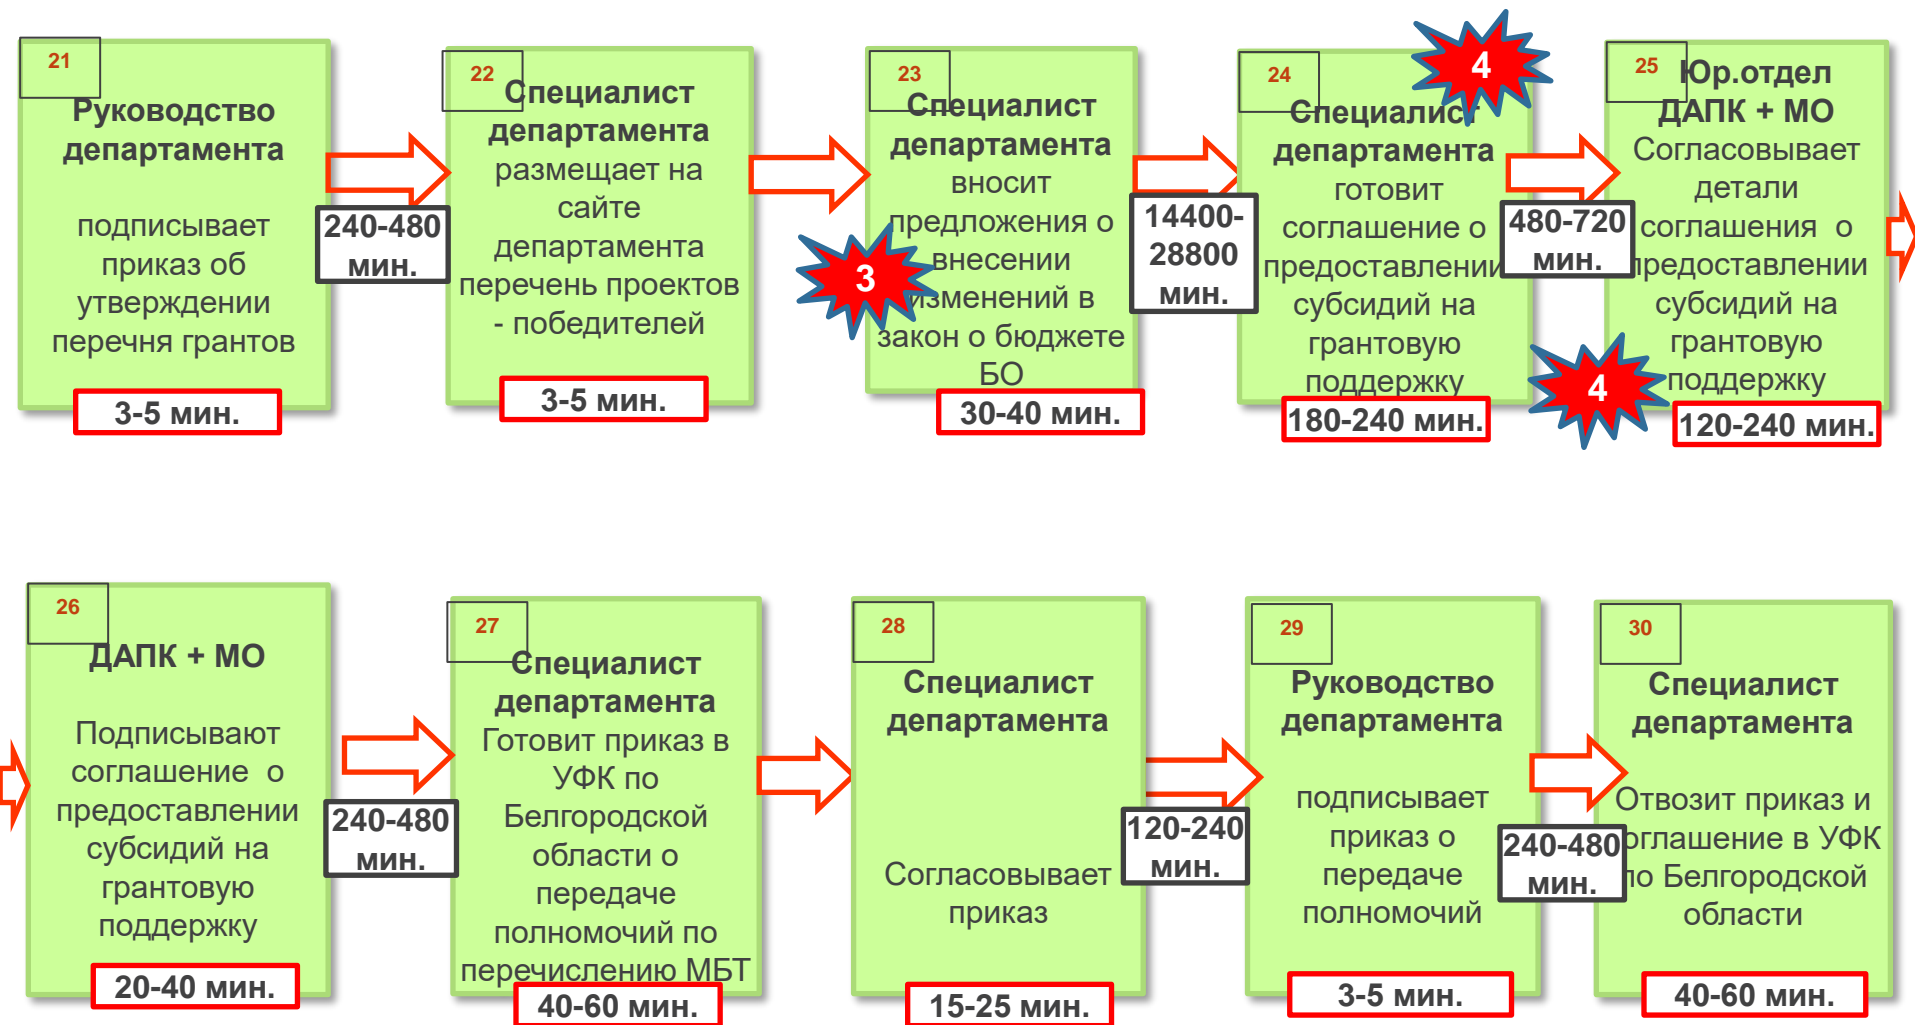 21
Руководство
департамента
подписывает
приказ об
утверждении
перечня грантов
3-5 мин.
240-480
мин.
22
Специалист
департамента
размещает на
сайте
департамента
перечень проектов
- победителей
3-5 мин.
23
Специалист
департамента
вносит
предложения о
внесении
изменений в
закон о бюджете
БО
3
30-40 мин.
14400-
28800
мин.
24
4
Специалист
департамента
готовит
соглашение о
предоставлении
субсидий на
грантовую
поддержку
180-240 мин.
480-720
мин.
25
Юр.отдел
ДАПК + МО
Согласовывает
детали
соглашения о
предоставлении
субсидий на
грантовую
поддержку
4
120-240 мин.
26
ДАПК + МО
Подписывают
соглашение о
предоставлении
субсидий на
грантовую
поддержку
20-40 мин.
240-480
мин.
27
Специалист
департамента
Готовит приказ в
УФК по
Белгородской
области о
передаче
полномочий по
перечислению МБТ
40-60 мин.
28
Специалист
департамента
Согласовывает
приказ
15-25 мин.
120-240
мин.
29
Руководство
департамента
подписывает
приказ о
передаче
полномочий
3-5 мин.
240-480
мин.
30
Специалист
департамента
Отвозит приказ и
соглашение в УФК
по Белгородской
области
40-60 мин.